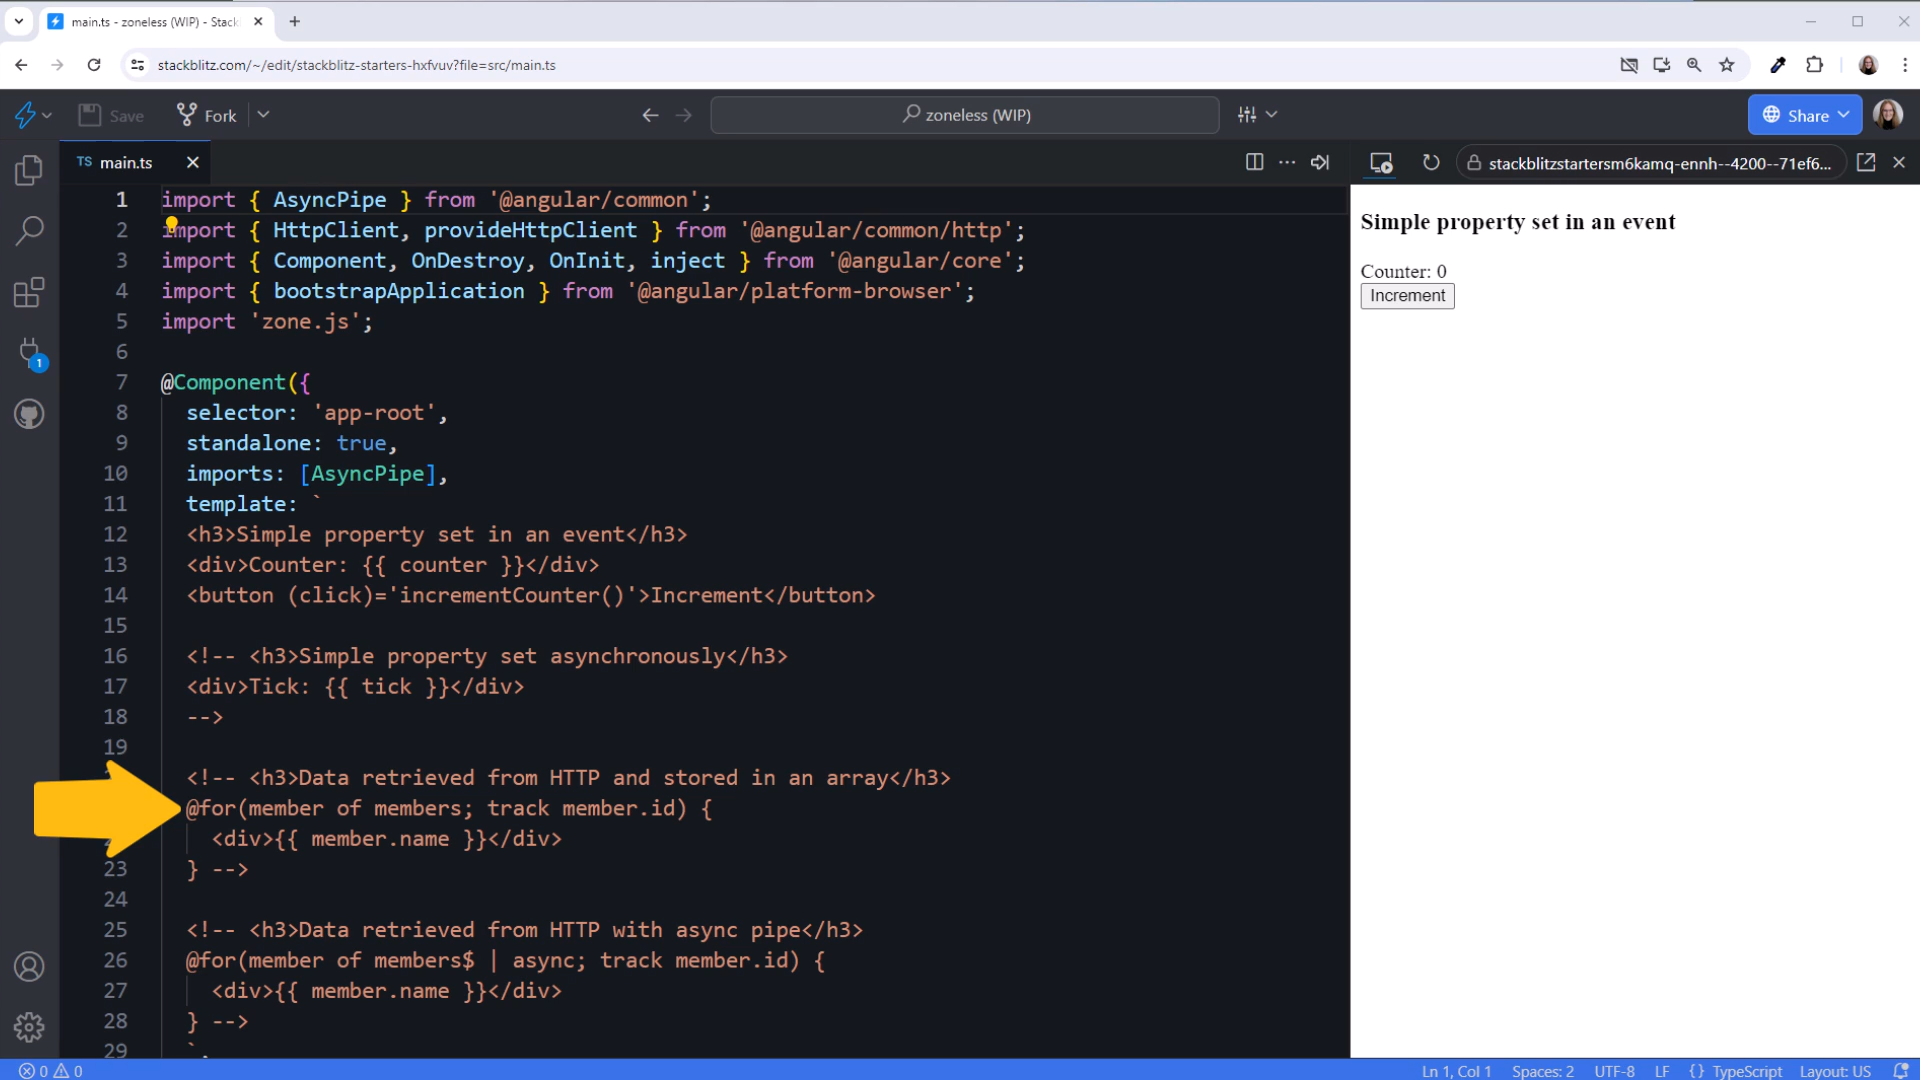 main.ts - zoneless (WIP) - Stack
stackblitz.com/~/edit/stackblitz-starters-hxfvuv?file=src/main.ts
Save
Fork
zoneless (WIP)
Share
TS main.ts
stackblitzstartersm6kamq-ennh--4200--71ef6...
1 import { AsyncPipe } from '@angular/common';
2 import { HttpClient, provideHttpClient } from '@angular/common/http';
3 import { Component, OnDestroy, OnInit, inject } from '@angular/core';
4 import { bootstrapApplication } from '@angular/platform-browser';
5 import 'zone.js';
6
7 @Component({
8 selector: 'app-root',
9 standalone: true,
10 imports: [AsyncPipe],
11 template: `
12 <h3>Simple property set in an event</h3>
13 <div>Counter: {{ counter }}</div>
14 <button (click)='incrementCounter()'>Increment</button>
15
16 <!-- <h3>Simple property set asynchronously</h3>
17 <div>Tick: {{ tick }}</div>
18 -->
19
<!-- <h3>Data retrieved from HTTP and stored in an array</h3>
@for(member of members; track member.id) {
<div>{{ member.name }}</div>
23 } -->
24
25 <!-- <h3>Data retrieved from HTTP with async pipe</h3>
26 @for(member of members$ | async; track member.id) {
27 <div>{{ member.name }}</div>
28 } -->
29 `,
Simple property set in an event
Counter: 0
Increment
1
0 0
Ln 1, Col 1 Spaces: 2 UTF-8 LF {} TypeScript Layout: US